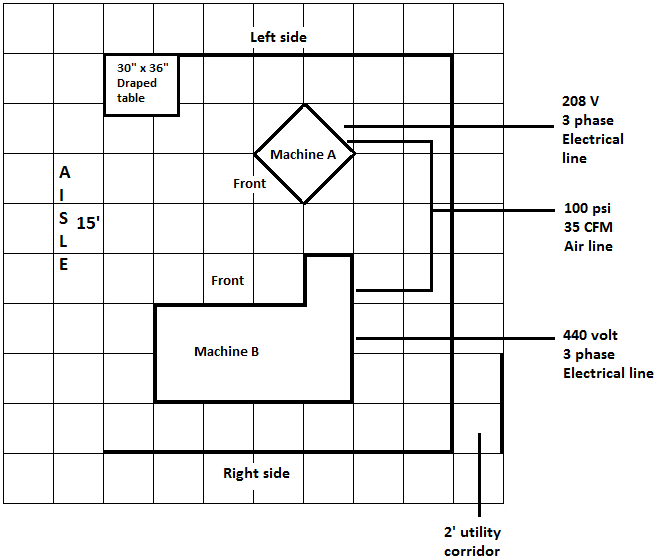 Left side
30" x 36"
Draped
table
208 V
3 phase
Electrical
line
Machine A
Front
A
I
S
L
E
15'
100 psi
35 CFM
Air line
Front
440 volt
3 phase
Electrical line
Machine B
Right side
2' utility
corridor